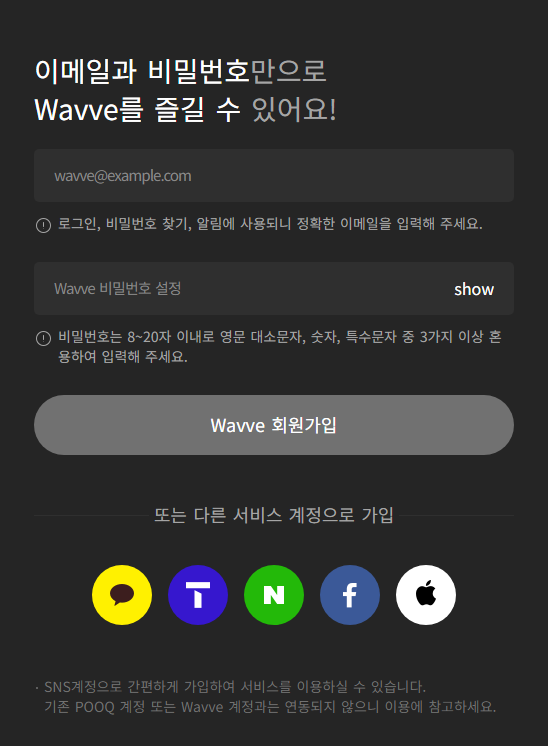 이메일과 비밀번호만으로
Wavve를 즐길 수 있어요!
wavve@example.com
로그인, 비밀번호 찾기, 알림에 사용되니 정확한 이메일을 입력해 주세요.
Wavve 비밀번호 설정 show
비밀번호는 8~20자 이내로 영문 대소문자, 숫자, 특수문자 중 3가지 이상 혼
용하여 입력해 주세요.
Wavve 회원가입
또는 다른 서비스 계정으로 가입
· SNS계정으로 간편하게 가입하여 서비스를 이용하실 수 있습니다.
기존 POOQ 계정 또는 Wavve 계정과는 연동되지 않으니 이용에 참고하세요.